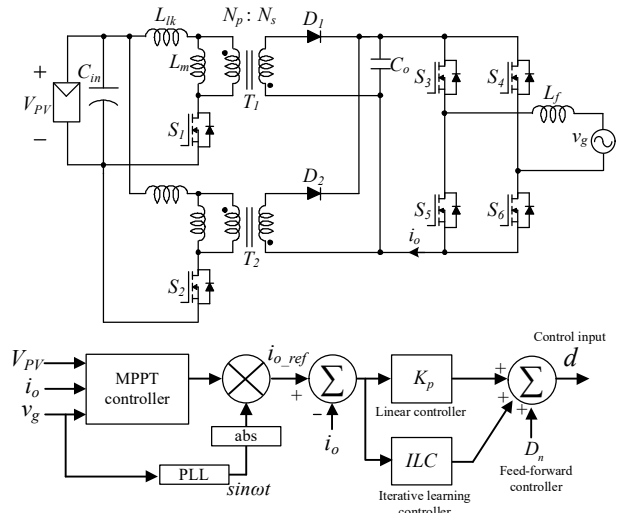 L_lk
N_p : N_s
D_1
+
V_PV
−
C_in
L_m
T_1
C_o
S_1
S_3
S_4
L_f
v_g
D_2
S_2
T_2
i_o
S_5
S_6
V_PV
i_o
v_g
MPPT
controller
i_o_ref
+
−
i_o
Σ
abs
PLL
sinωt
K_p
Linear controller
ILC
Iterative learning
controller
+
+
+
Σ
Control input
d
D_n
Feed-forward
controller